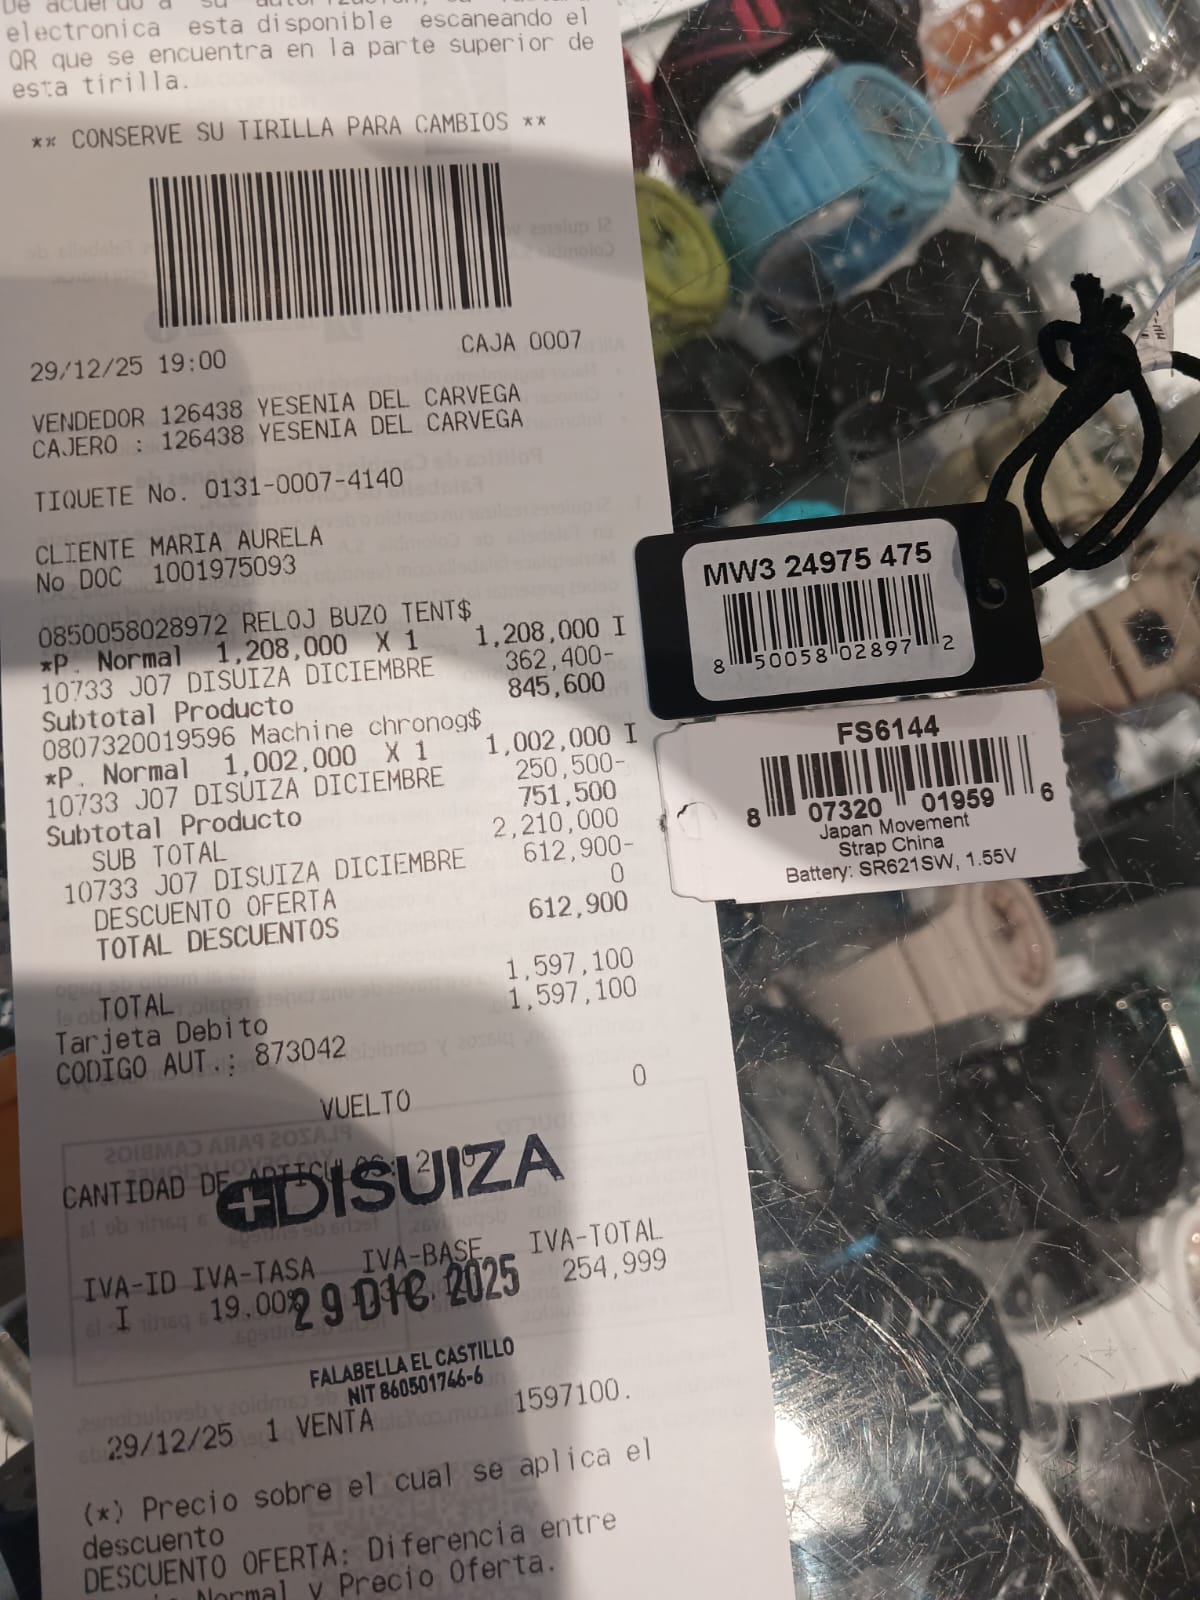 electronica esta disponible escaneando el
QR que se encuentra en la parte superior de
esta tirilla.
** CONSERVE SU TIRILLA PARA CAMBIOS **
29/12/25 19:00 CAJA 0007
VENDEDOR 126438 YESENIA DEL CARVEGA
CAJERO : 126438 YESENIA DEL CARVEGA
TIQUETE No. 0131-0007-4140
CLIENTE MARIA AURELA
No DOC 1001975093
0850058028972 RELOJ BUZO TENT$
*P. Normal 1,208,000 X 1 1,208,000 I
10733 J07 DISUIZA DICIEMBRE 362,400-
Subtotal Producto 845,600
0807320019596 Machine chronog$
*P. Normal 1,002,000 X 1 1,002,000 I
10733 J07 DISUIZA DICIEMBRE 250,500-
Subtotal Producto 751,500
SUB TOTAL 2,210,000
10733 J07 DISUIZA DICIEMBRE 612,900-
DESCUENTO OFERTA 0
TOTAL DESCUENTOS 612,900
TOTAL 1,597,100
Tarjeta Debito 1,597,100
CODIGO AUT.: 873042
VUELTO 0
CANTIDAD DE ARTICULOS:
DISUIZA
IVA-ID IVA-TASA IVA-BASE IVA-TOTAL
I 19.00% 254,999
29 DIC 2025
FALABELLA EL CASTILLO
NIT 860501746-6
29/12/25 1 VENTA 1597100.
(*) Precio sobre el cual se aplica el
descuento
DESCUENTO OFERTA: Diferencia entre
Normal y Precio Oferta.
MW3 24975 475
8 50058 02897 2
FS6144
8 07320 01959 6
Japan Movement
Strap China
Battery: SR621SW, 1.55V